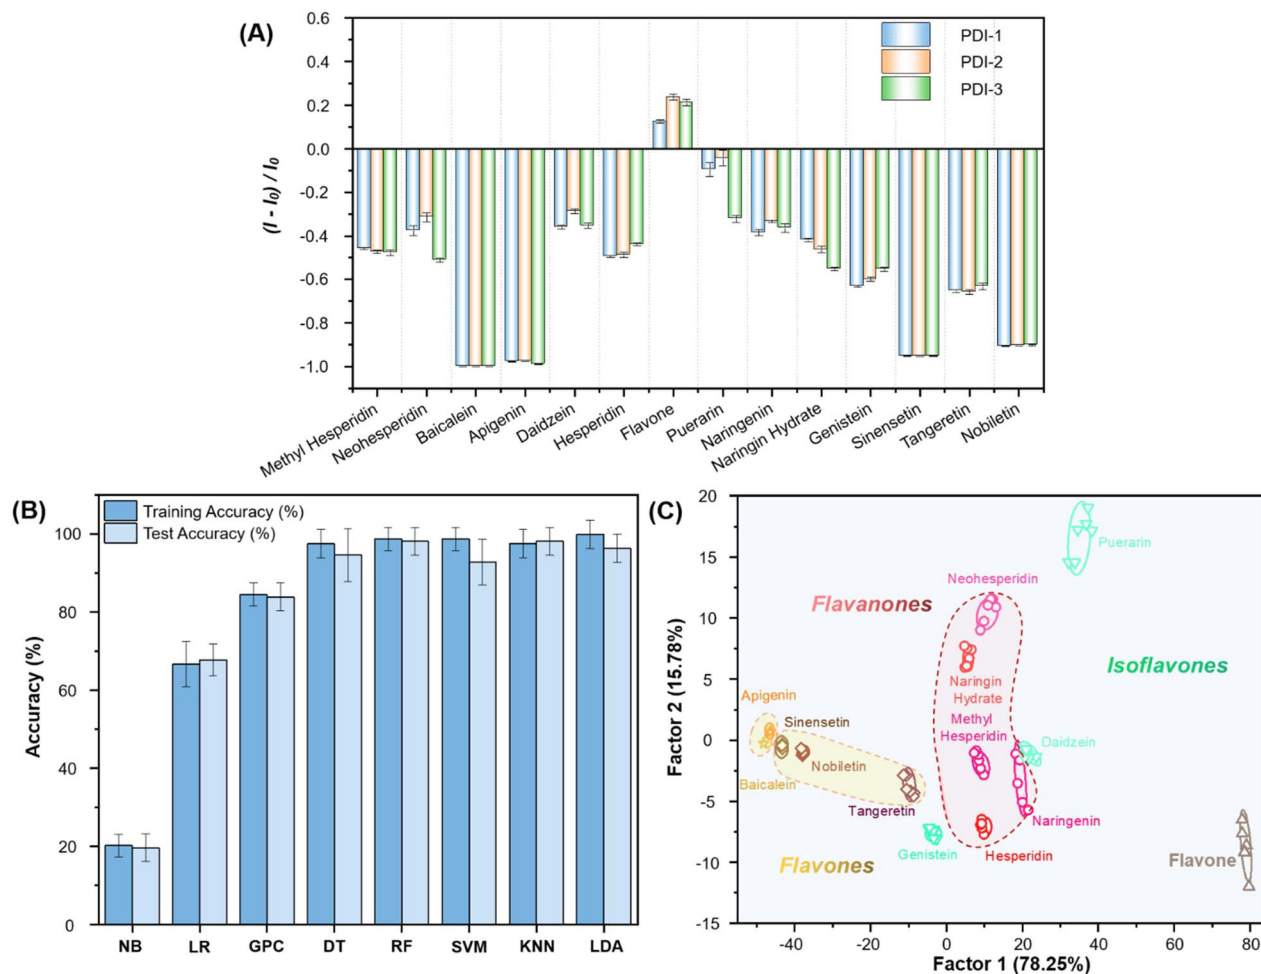 (A)
0.6
0.4
0.2
0.0
-0.2
-0.4
-0.6
-0.8
-1.0
(I - I0) / I0
PDI-1
PDI-2
PDI-3
Methyl Hesperidin
Neohesperidin
Baicalein
Apigenin
Daidzein
Hesperidin
Flavone
Puerarin
Naringenin
Naringin Hydrate
Genistein
Sinensetin
Tangeretin
Nobiletin
(B)
Training Accuracy (%)
Test Accuracy (%)
100
80
60
40
20
0
Accuracy (%)
NB LR GPC DT RF SVM KNN LDA
(C)
20
15
10
5
0
-5
-10
-15
Factor 2 (15.78%)
Puerarin
Neohesperidin
Flavanones
Isoflavones
Naringin
Hydrate
Apigenin
Sinensetin
Methyl
Hesperidin
Daidzein
Nobiletin
Baicalein
Tangeretin
Naringenin
Genistein
Hesperidin
Flavones
Flavone
-40 -20 0 20 40 60 80
Factor 1 (78.25%)